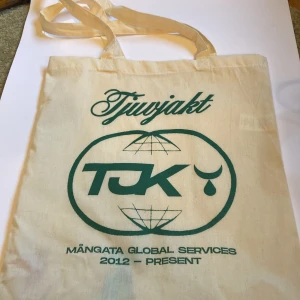 Tjuvjakt
TJK
MÅNGATA GLOBAL SERVICES
2012 – PRESENT